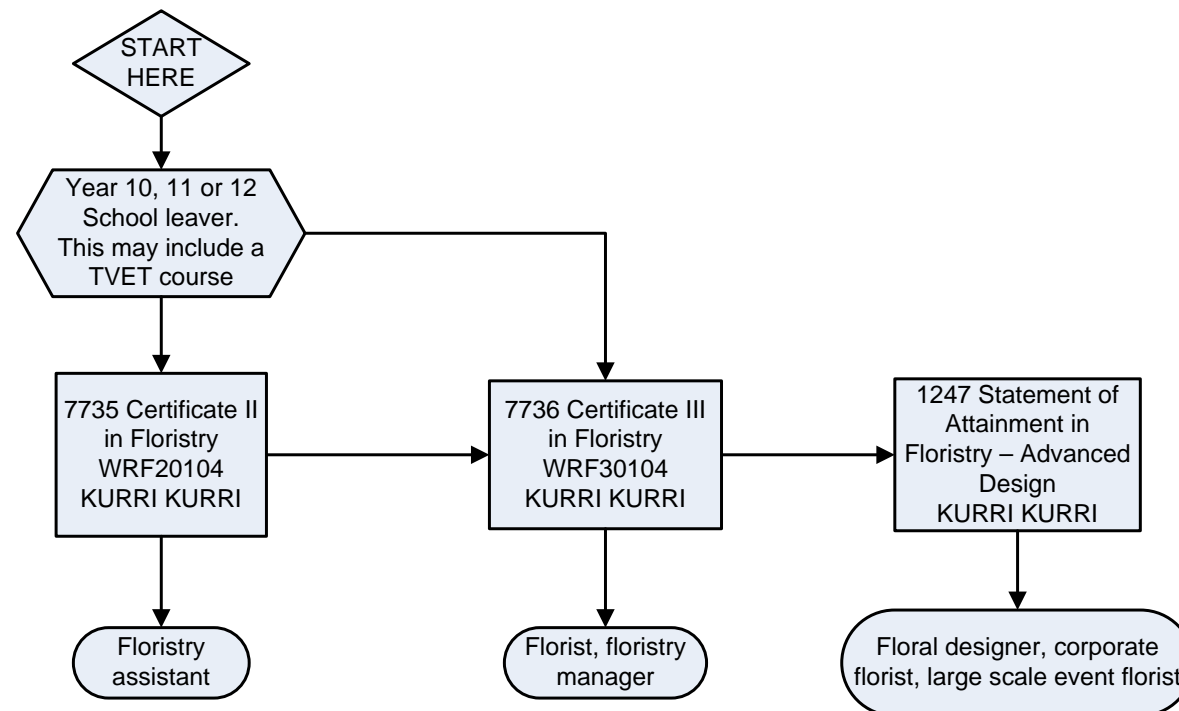 START
HERE
Year 10, 11 or 12
School leaver.
This may include a
TVET course
7735 Certificate II
in Floristry
WRF20104
KURRI KURRI
7736 Certificate III
in Floristry
WRF30104
KURRI KURRI
1247 Statement of
Attainment in
Floristry – Advanced
Design
KURRI KURRI
Floristry
assistant
Florist, floristry
manager
Floral designer, corporate
florist, large scale event florist